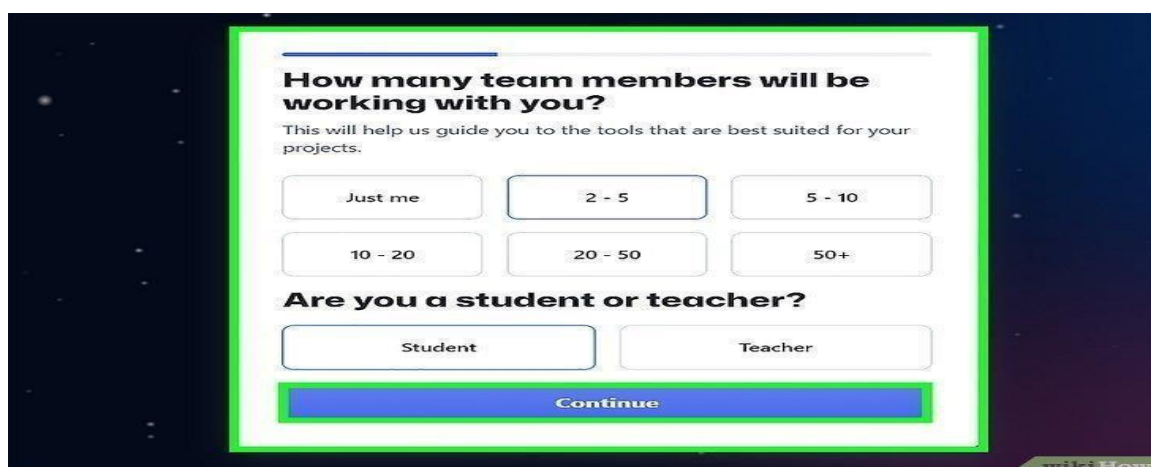 How many team members will be
working with you?
This will help us guide you to the tools that are best suited for your
projects.
Just me
2 - 5
5 - 10
10 - 20
20 - 50
50+
Are you a student or teacher?
Student
Teacher
Continue
wikiHow